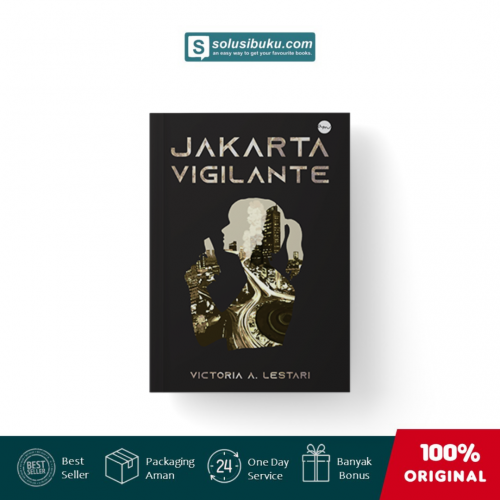 S solusibuku.com
an easy way to get your favourite books.
JAKARTA
VIGILANTE
VICTORIA A. LESTARI
BEST
SELLER
Best
Seller
Packaging
Aman
24
One Day
Service
Banyak
Bonus
100%
ORIGINAL